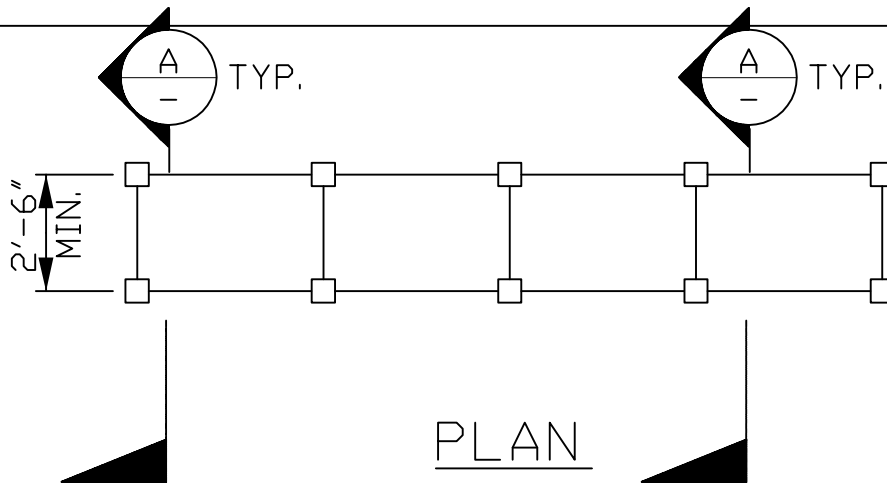 A
–
TYP.
A
–
TYP.
2'-6"
MIN.
PLAN